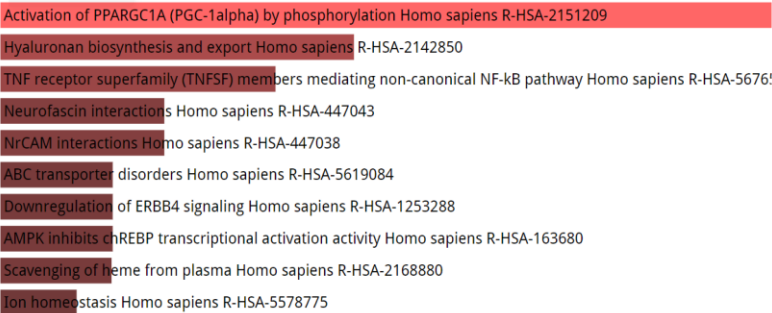 Activation of PPARGC1A (PGC-1alpha) by phosphorylation Homo sapiens R-HSA-2151209
Hyaluronan biosynthesis and export Homo sapiens R-HSA-2142850
TNF receptor superfamily (TNFSF) members mediating non-canonical NF-kB pathway Homo sapiens R-HSA-5676
Neurofascin interactions Homo sapiens R-HSA-447043
NrCAM interactions Homo sapiens R-HSA-447038
ABC transporter disorders Homo sapiens R-HSA-5619084
Downregulation of ERBB4 signaling Homo sapiens R-HSA-1253288
AMPK inhibits chREBP transcriptional activation activity Homo sapiens R-HSA-163680
Scavenging of heme from plasma Homo sapiens R-HSA-2168880
Ion homeostasis Homo sapiens R-HSA-5578775